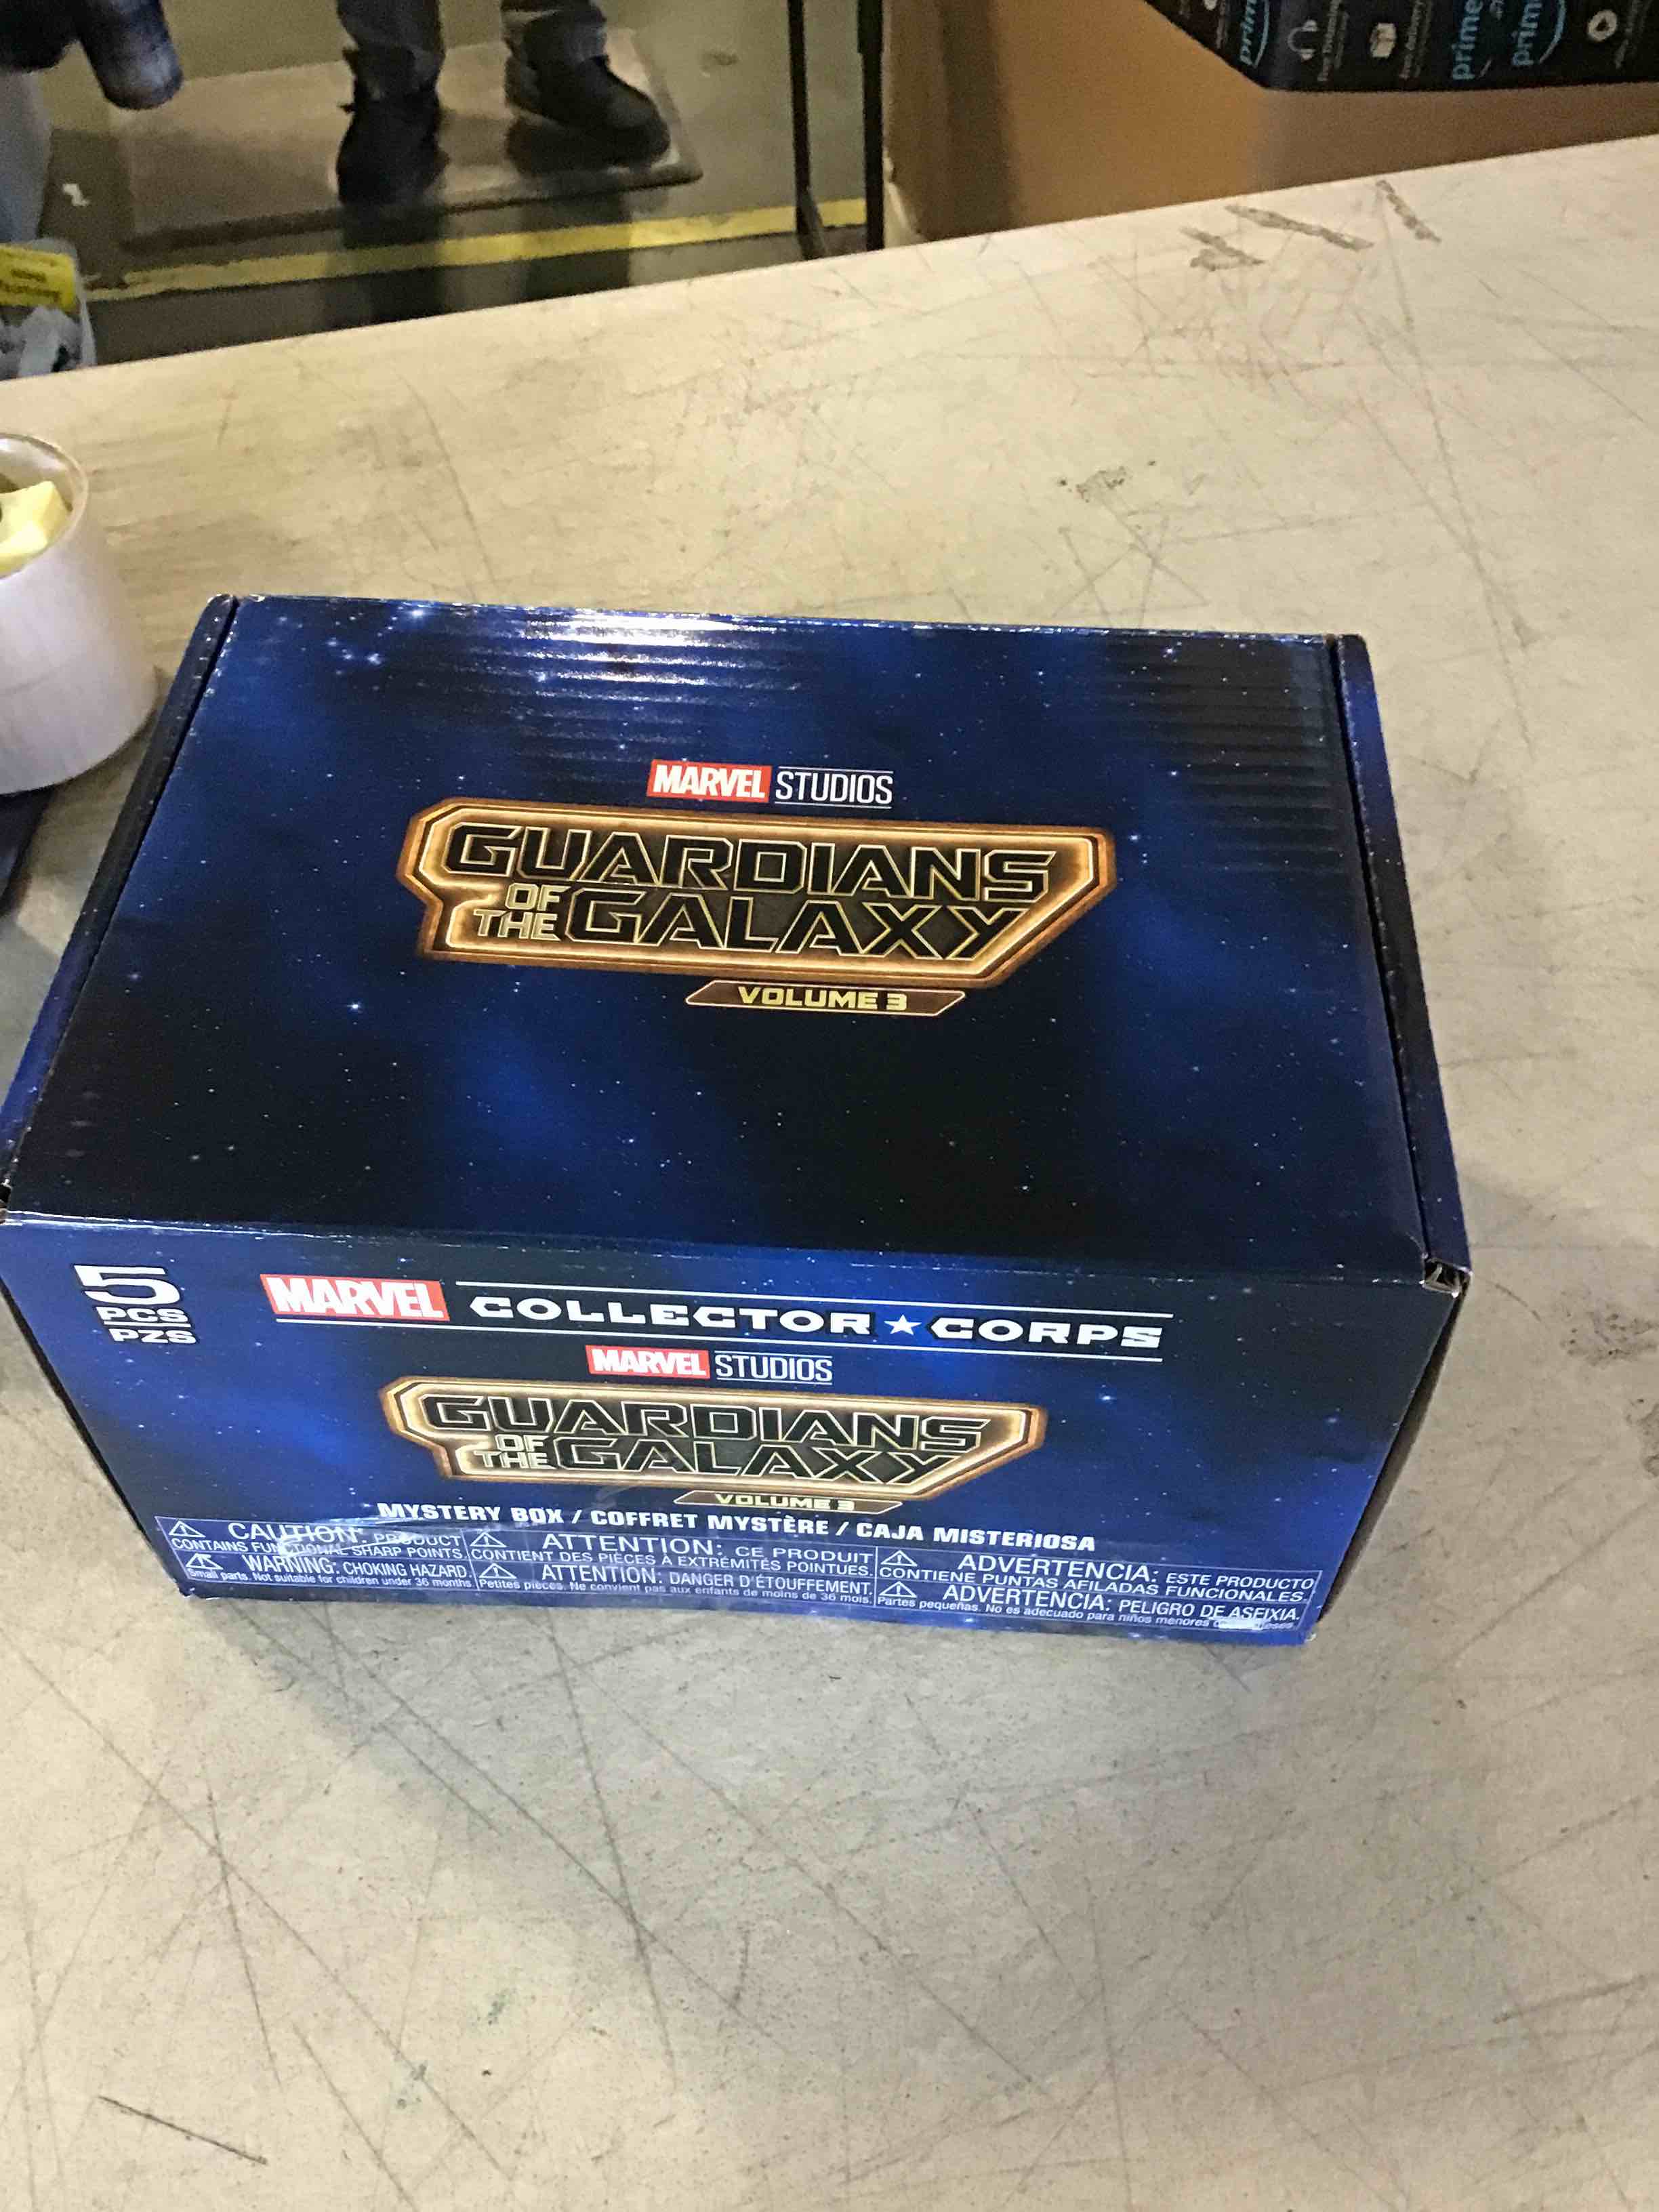 prime
prime
prime
MARVEL STUDIOS
GUARDIANS
OF THE GALAXY
VOLUME 3
5
PCS
PZS
MARVEL COLLECTOR★CORPS
MARVEL STUDIOS
GUARDIANS
OF THE GALAXY
VOLUME 3
MYSTERY BOX / COFFRET MYSTÈRE / CAJA MISTERIOSA
⚠ CAUTION: PRODUCT
CONTAINS FUNCTIONAL SHARP POINTS.
⚠ WARNING: CHOKING HAZARD.
Small parts. Not suitable for children under 36 months
⚠ ATTENTION: CE PRODUIT
CONTIENT DES PIÈCES À EXTRÉMITÉS POINTUES.
⚠ ATTENTION: DANGER D'ÉTOUFFEMENT.
Petites pièces. Ne convient pas aux enfants de moins de 36 mois.
⚠ ADVERTENCIA: ESTE PRODUCTO
CONTIENE PUNTAS AFILADAS FUNCIONALES.
⚠ ADVERTENCIA: PELIGRO DE ASFIXIA.
Partes pequeñas. No es adecuado para niños menores